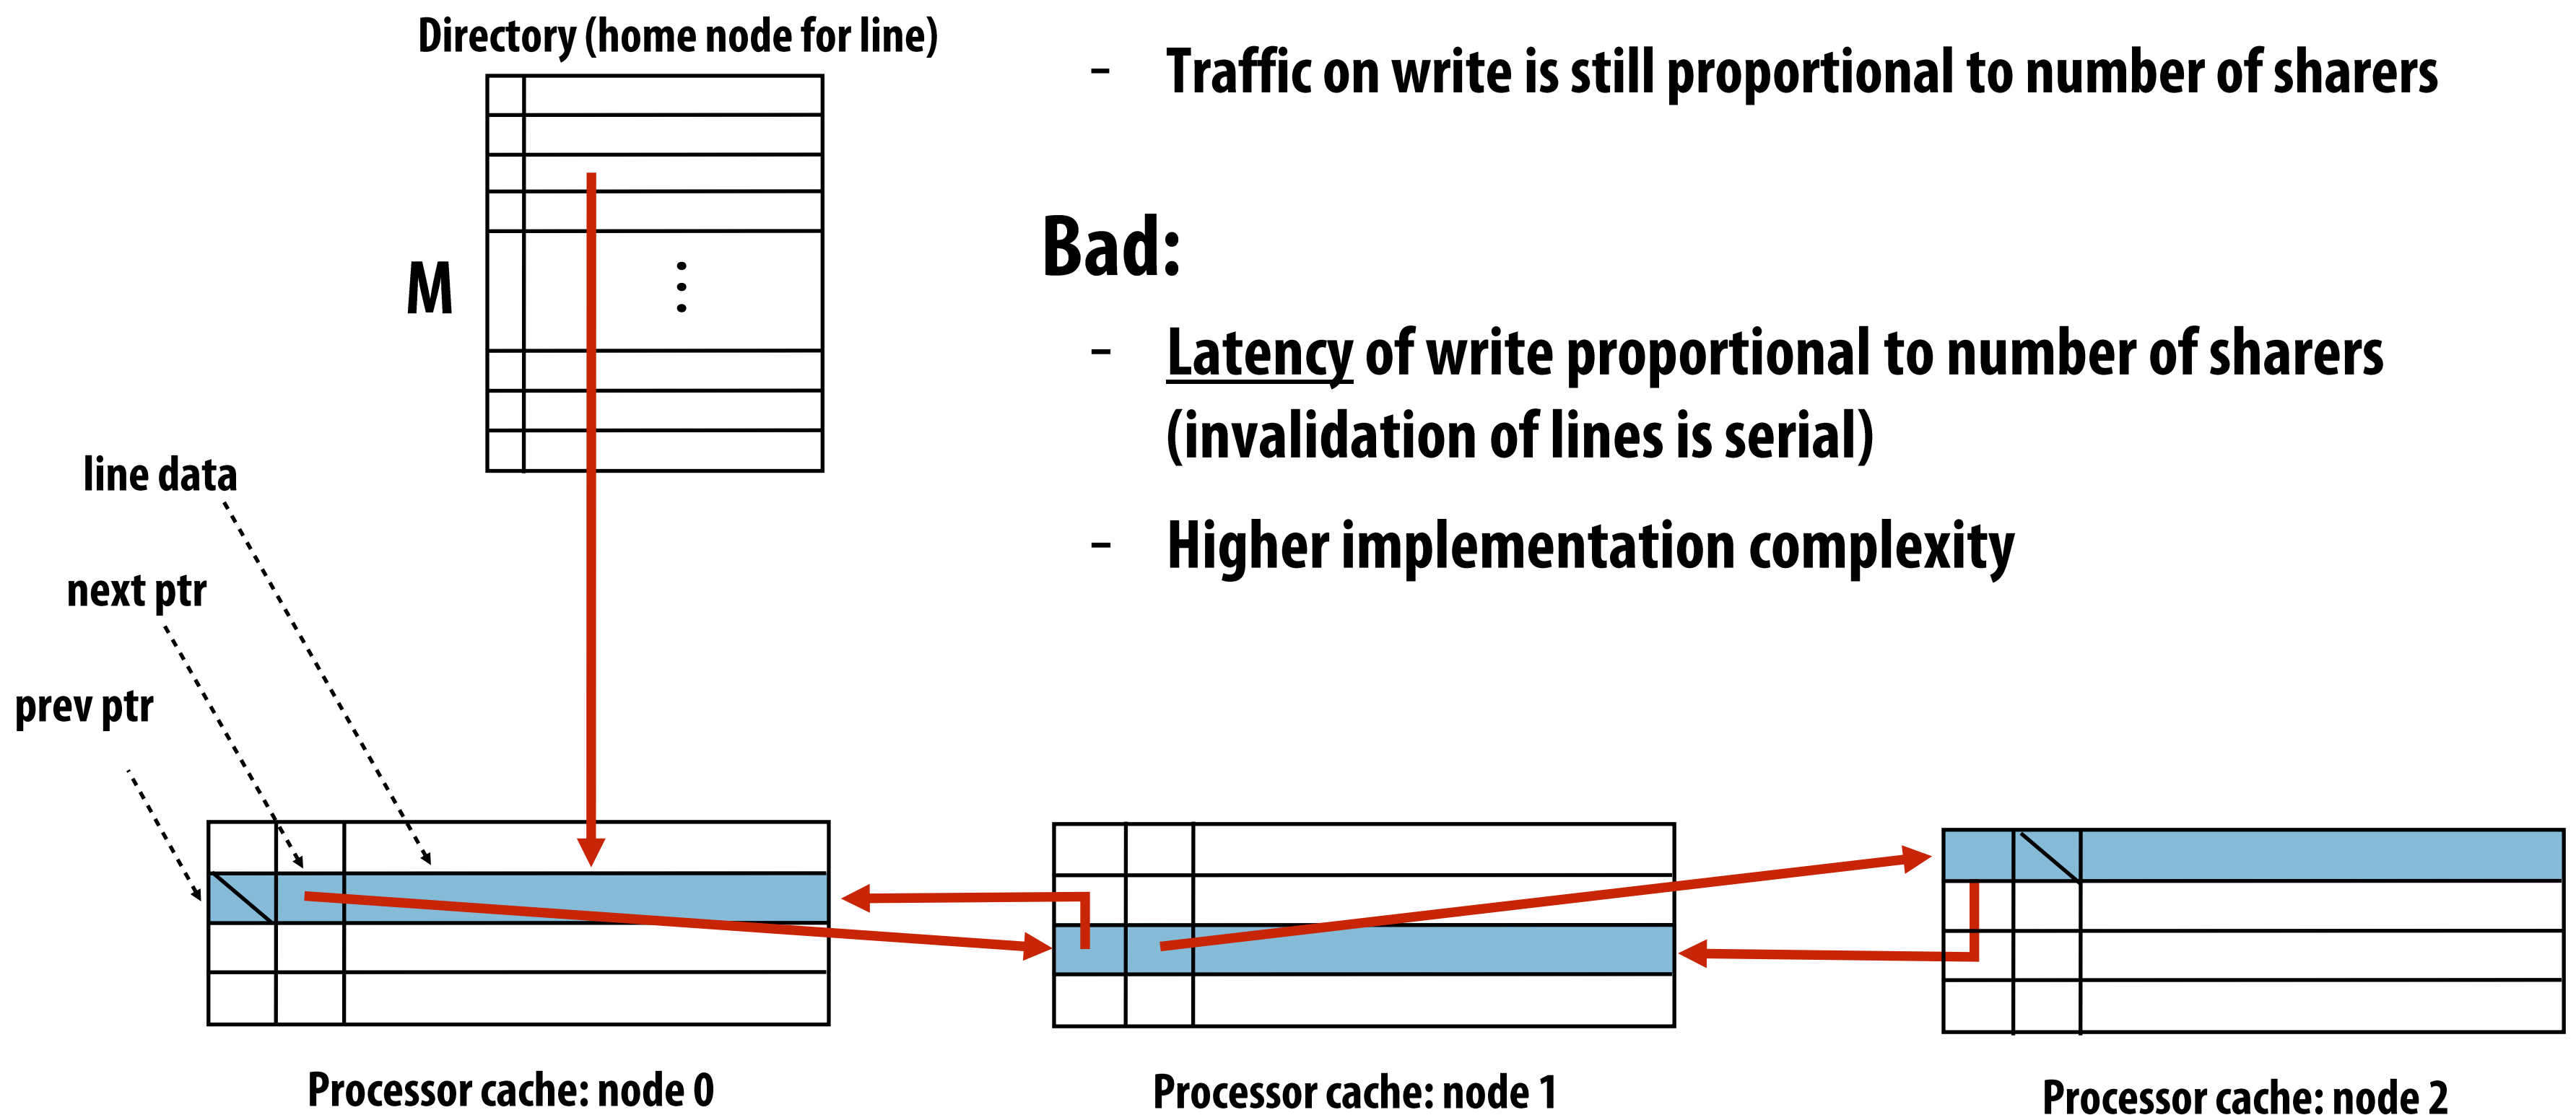 Directory (home node for line)
- Traffic on write is still proportional to number of sharers
Bad:
M
- Latency of write proportional to number of sharers
(invalidation of lines is serial)
- Higher implementation complexity
line data
next ptr
prev ptr
Processor cache: node 0
Processor cache: node 1
Processor cache: node 2